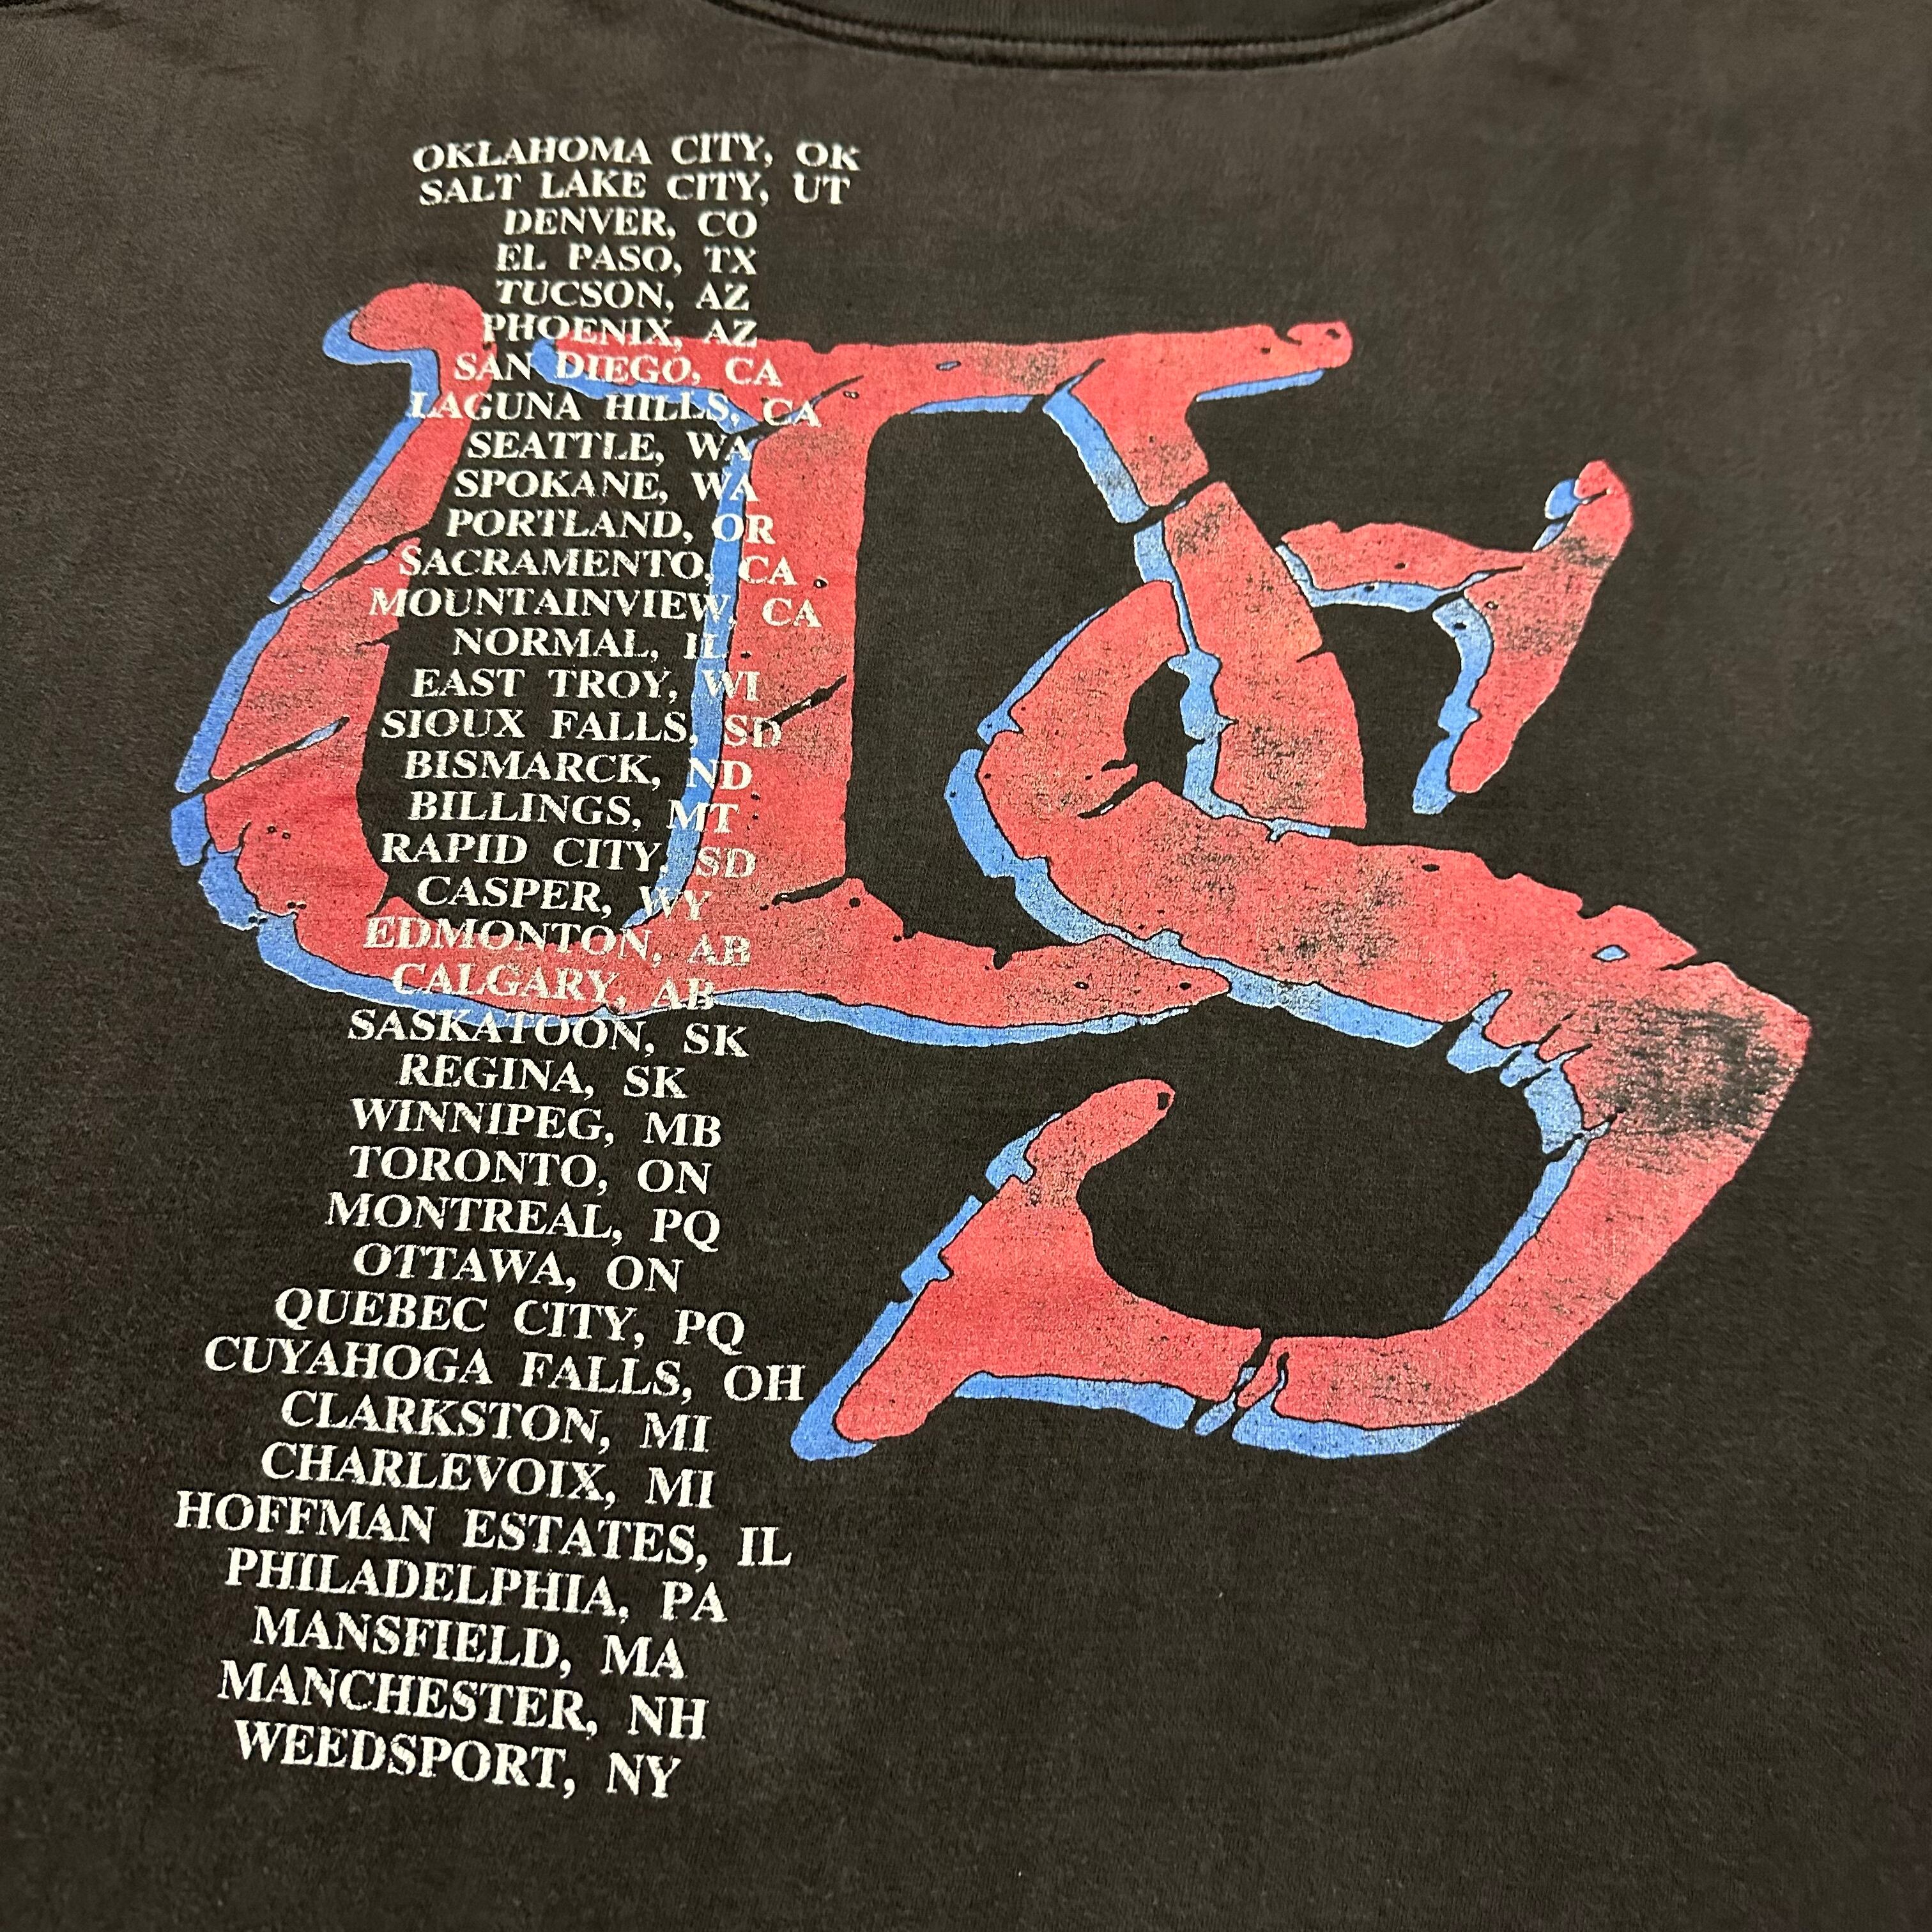 OKLAHOMA CITY, OK
SALT LAKE CITY, UT
DENVER, CO
EL PASO, TX
TUCSON, AZ
PHOENIX, AZ
SAN DIEGO, CA
LAGUNA HILLS, CA
SEATTLE, WA
SPOKANE, WA
PORTLAND, OR
SACRAMENTO, CA
MOUNTAINVIEW, CA
NORMAL, IL
EAST TROY, WI
SIOUX FALLS, SD
BISMARCK, ND
BILLINGS, MT
RAPID CITY, SD
CASPER, WY
EDMONTON, AB
CALGARY, AB
SASKATOON, SK
REGINA, SK
WINNIPEG, MB
TORONTO, ON
MONTREAL, PQ
OTTAWA, ON
QUEBEC CITY, PQ
CUYAHOGA FALLS, OH
CLARKSTON, MI
CHARLEVOIX, MI
HOFFMAN ESTATES, IL
PHILADELPHIA, PA
MANSFIELD, MA
MANCHESTER, NH
WEEDSPORT, NY